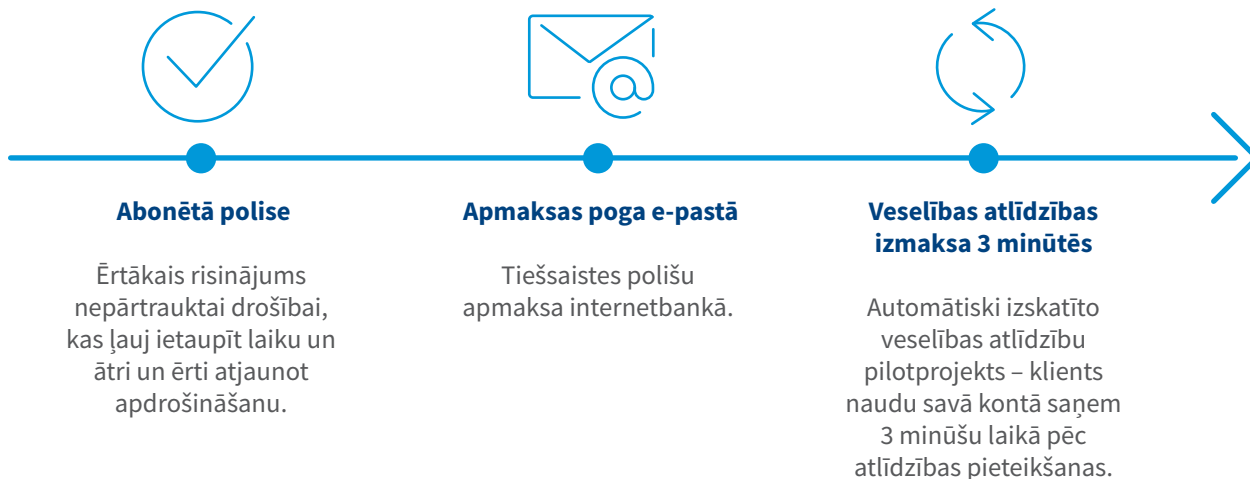 Abonētā polise
Ērtākais risinājums
nepārtrauktai drošībai,
kas ļauj ietaupīt laiku un
ātri un ērti atjaunot
apdrošināšanu.
Apmaksas poga e-pastā
Tiešsaistes polišu
apmaksa internetbankā.
Veselības atlīdzības
izmaksa 3 minūtēs
Automātiski izskatīto
veselības atlīdzību
pilotprojekts – klients
naudu savā kontā saņem
3 minūšu laikā pēc
atlīdzības pieteikšanas.